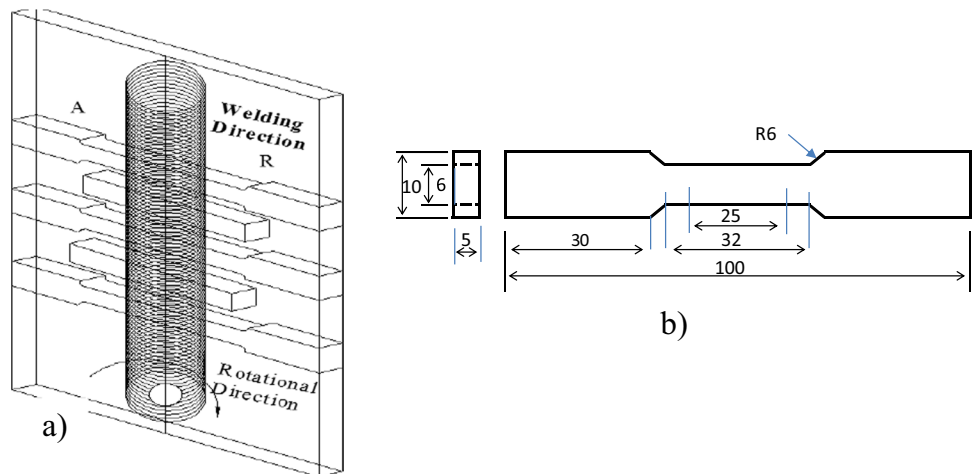 A
Welding
Direction
R
Rotational
Direction
a)
R6
10
6
5
25
30
32
100
b)